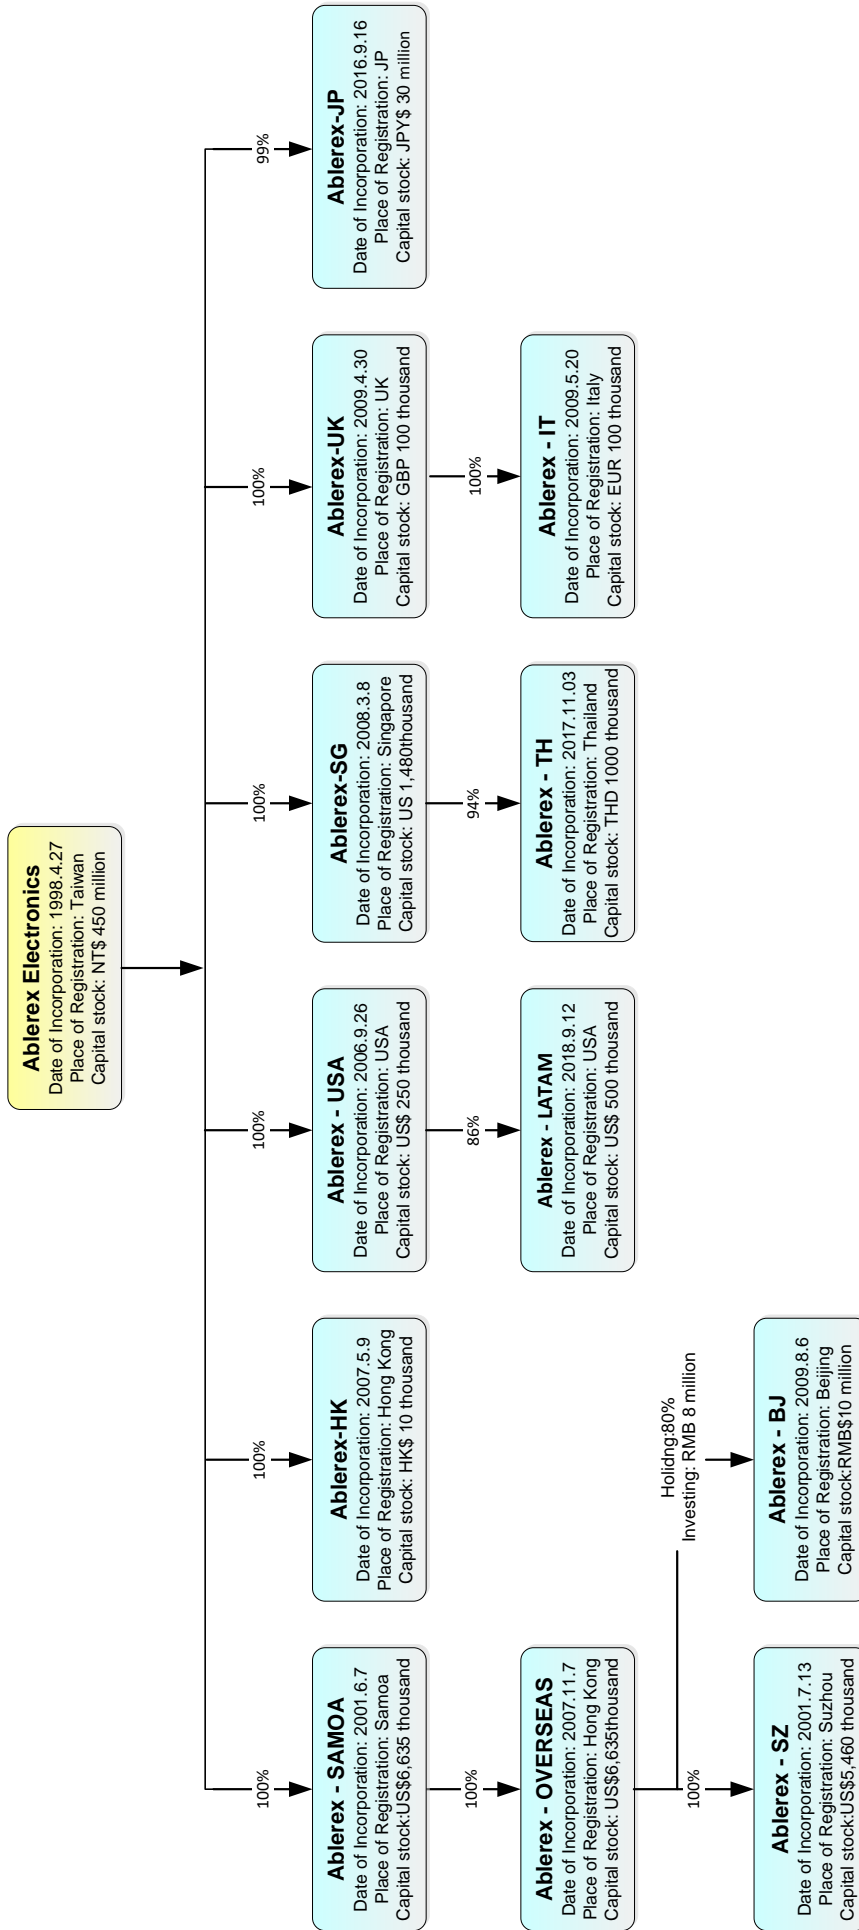 Ablerex Electronics
Date of Incorporation: 1998.4.27
Place of Registration: Taiwan
Capital stock: NT$ 450 million
100%
100%
100%
100%
100%
99%
Ablerex - SAMOA
Date of Incorporation: 2001.6.7
Place of Registration: Samoa
Capital stock:US$6,635 thousand
Ablerex-HK
Date of Incorporation: 2007.5.9
Place of Registration: Hong Kong
Capital stock: HK$ 10 thousand
Ablerex - USA
Date of Incorporation: 2006.9.26
Place of Registration: USA
Capital stock: US$ 250 thousand
Ablerex-SG
Date of Incorporation: 2008.3.8
Place of Registration: Singapore
Capital stock: US 1,480thousand
Ablerex-UK
Date of Incorporation: 2009.4.30
Place of Registration: UK
Capital stock: GBP 100 thousand
Ablerex-JP
Date of Incorporation: 2016.9.16
Place of Registration: JP
Capital stock: JPY$ 30 million
100%
86%
94%
100%
Ablerex - OVERSEAS
Date of Incorporation: 2007.11.7
Place of Registration: Hong Kong
Capital stock: US$6,635thousand
Ablerex - LATAM
Date of Incorporation: 2018.9.12
Place of Registration: USA
Capital stock: US$ 500 thousand
Ablerex - TH
Date of Incorporation: 2017.11.03
Place of Registration: Thailand
Capital stock: THD 1000 thousand
Ablerex - IT
Date of Incorporation: 2009.5.20
Place of Registration: Italy
Capital stock: EUR 100 thousand
100%
Holidng:80%
Investing: RMB 8 million
Ablerex - SZ
Date of Incorporation: 2001.7.13
Place of Registration: Suzhou
Capital stock:US$5,460 thousand
Ablerex - BJ
Date of Incorporation: 2009.8.6
Place of Registration: Beijing
Capital stock:RMB$10 million